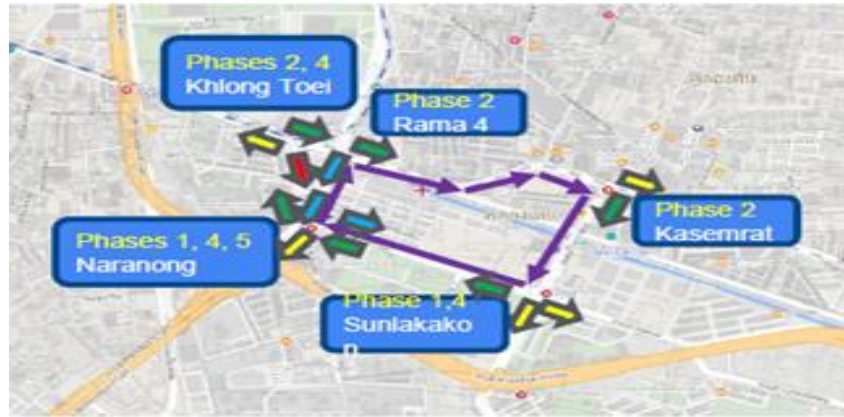 Phases 2, 4
Khlong Toei
Phase 2
Rama 4
Phase 2
Kasemrat
Phases 1, 4, 5
Naranong
Phase 1,4
Sunlakako
n